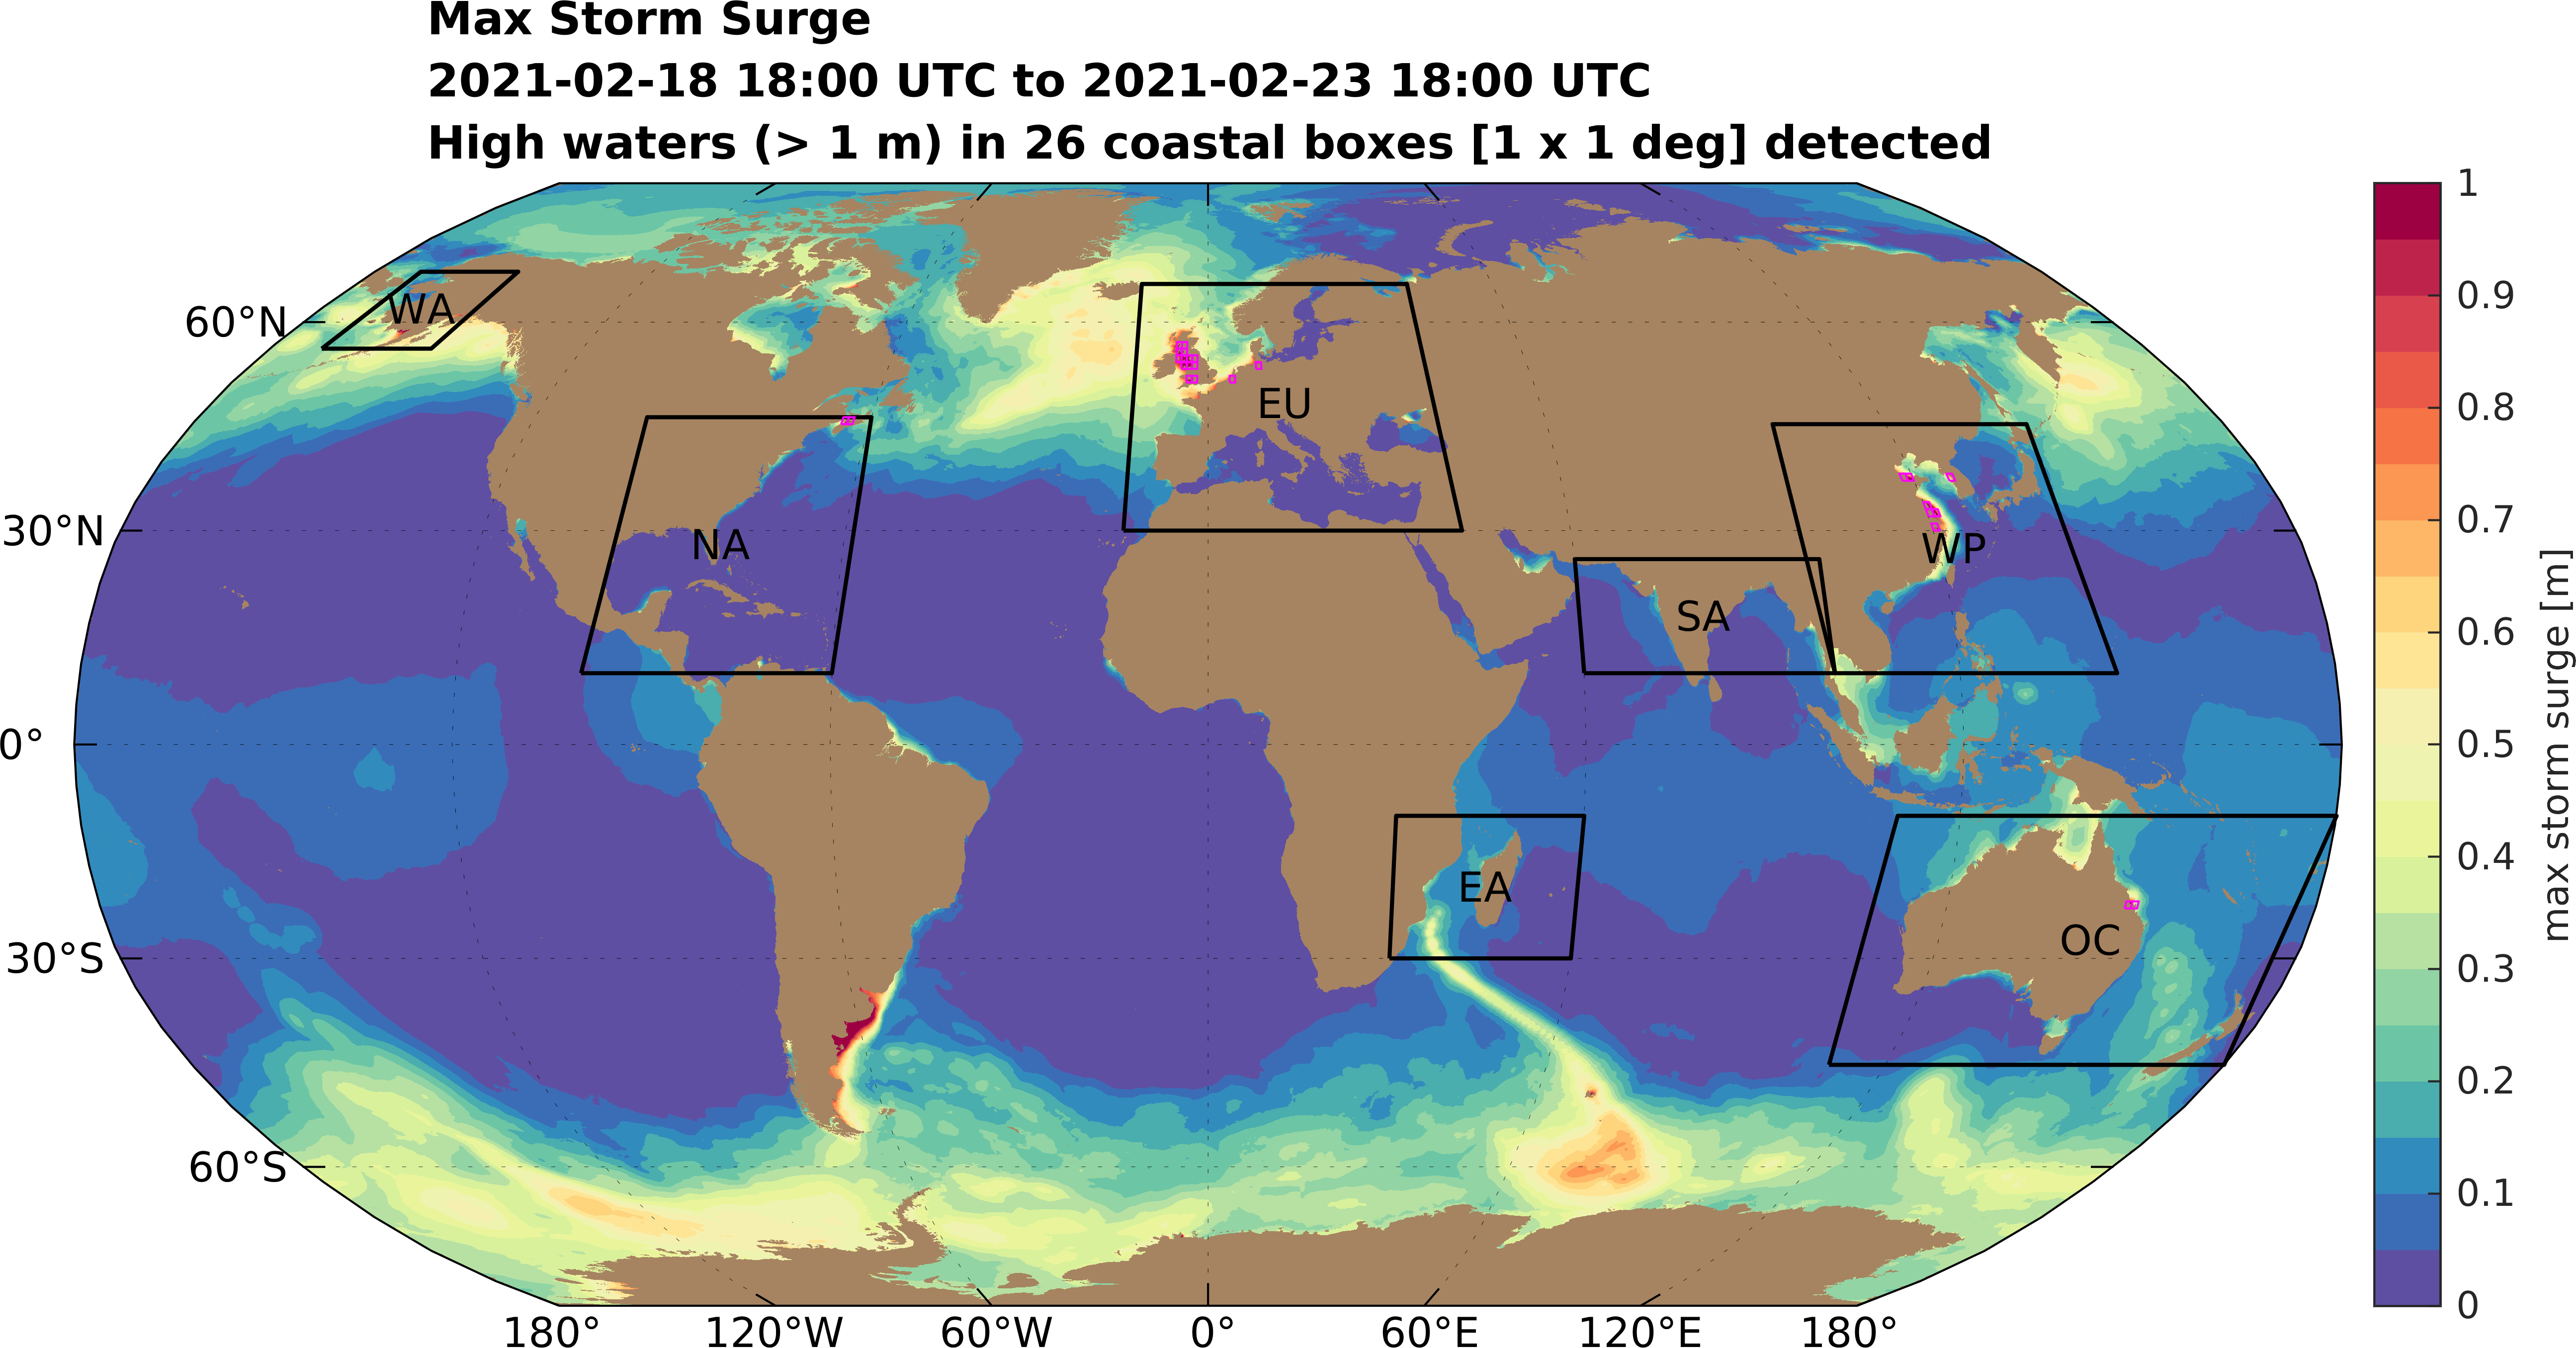 Max Storm Surge
2021-02-18 18:00 UTC to 2021-02-23 18:00 UTC
High waters (> 1 m) in 26 coastal boxes [1 x 1 deg] detected
60°N
30°N
0°
30°S
60°S
WA
NA
EU
SA
WP
EA
OC
180°
120°W
60°W
0°
60°E
120°E
180°
1
0.9
0.8
0.7
0.6
0.5
0.4
0.3
0.2
0.1
0
max storm surge [m]